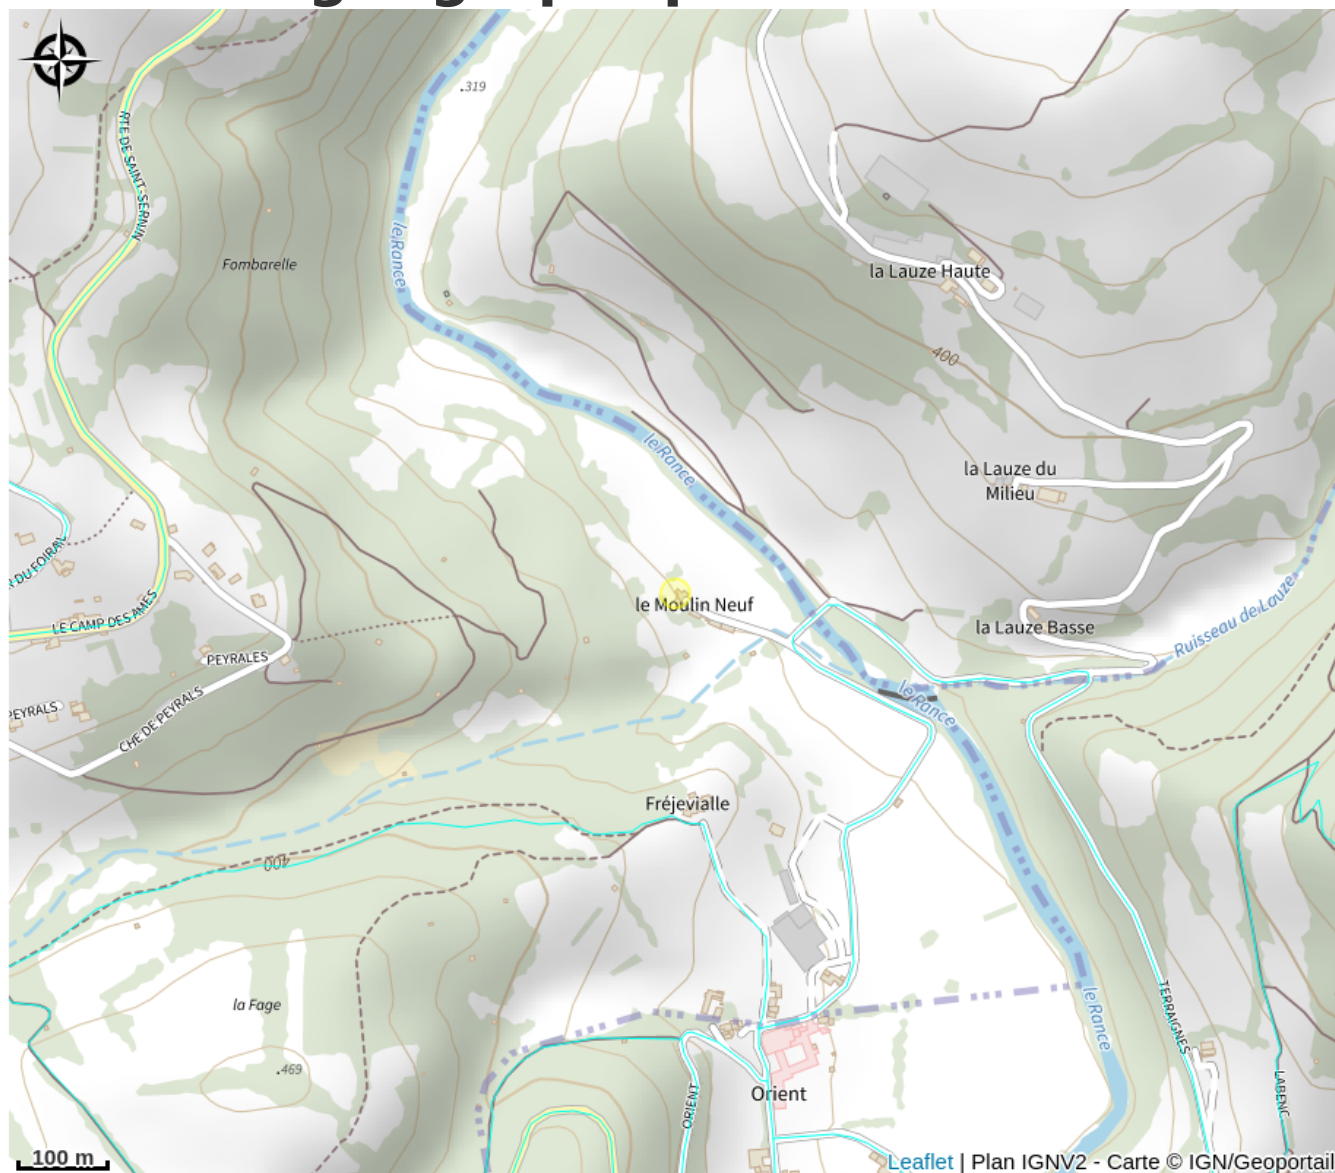 .319
RTE DE SAINT-SERNIN
le Rance
Fombarelle
la Lauze Haute
400
le Rance
la Lauze du
Milieu
R DU FOIRAL
LE CAMP DES AMES
le Moulin Neuf
la Lauze Basse
Ruisseau de Lauze
PEYRALES
PEYRALS
CHE DE PEYRALS
le Rance
Fréjevialle
400
la Fage
.469
le Rance
TERRAIGNES
ORIENT
Orient
LABENC
100 m
Leaflet | Plan IGNV2 - Carte © IGN/Geoportail